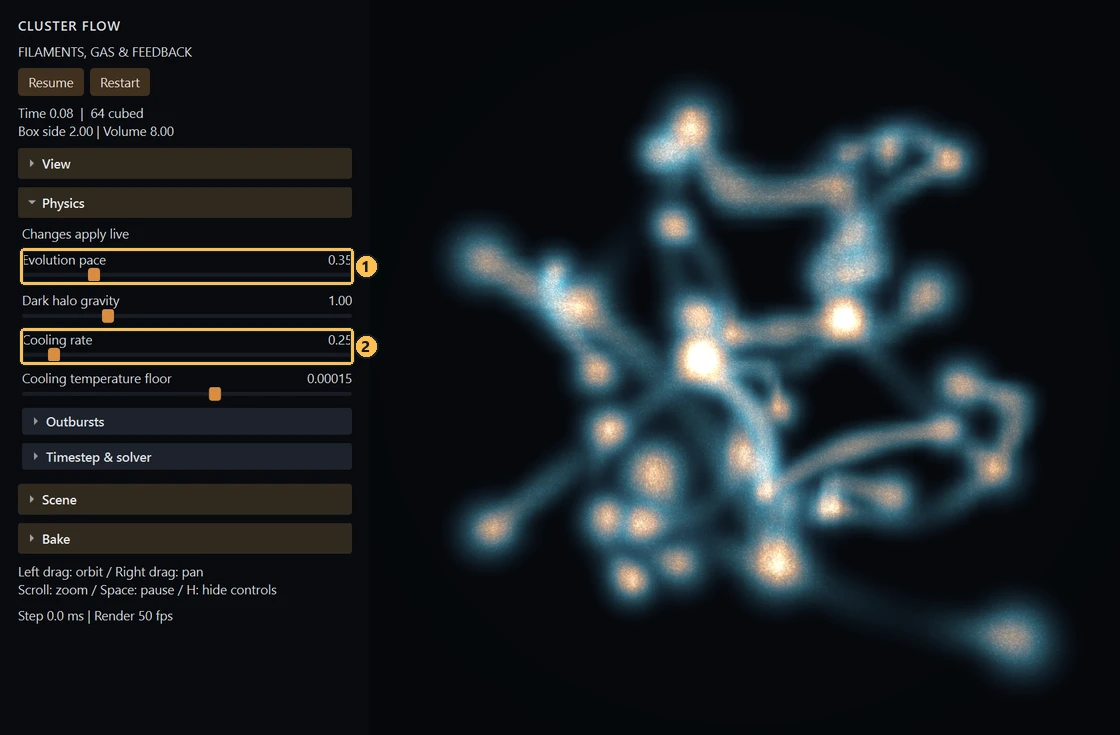 CLUSTER FLOW
FILAMENTS, GAS & FEEDBACK
Resume Restart
Time 0.08 | 64 cubed
Box side 2.00 | Volume 8.00
View
Physics
Changes apply live
Evolution pace 0.35
1
Dark halo gravity 1.00
Cooling rate 0.25
2
Cooling temperature floor 0.00015
Outbursts
Timestep & solver
Scene
Bake
Left drag: orbit / Right drag: pan
Scroll: zoom / Space: pause / H: hide controls
Step 0.0 ms | Render 50 fps